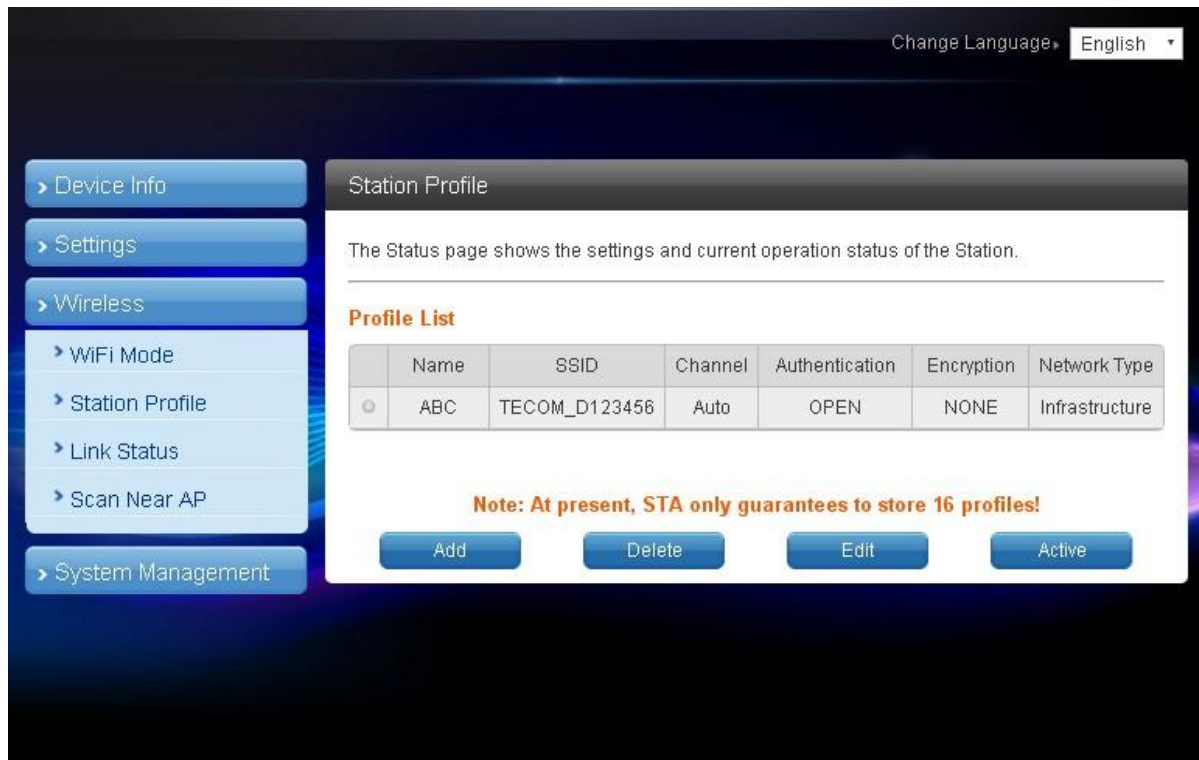 Change Language
English
Device Info
Settings
Wireless
WiFi Mode
Station Profile
Link Status
Scan Near AP
System Management
Station Profile
The Status page shows the settings and current operation status of the Station.
Profile List
Name SSID Channel Authentication Encryption Network Type
ABC TECOM_D123456 Auto OPEN NONE Infrastructure
Note: At present, STA only guarantees to store 16 profiles!
Add Delete Edit Active